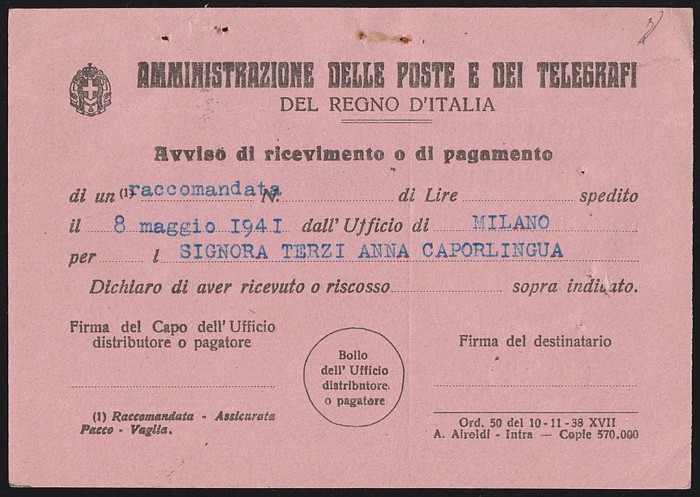 AMMINISTRAZIONE DELLE POSTE E DEI TELEGRAFI
DEL REGNO D'ITALIA
Avviso di ricevimento o di pagamento
di un (1) raccomandata N. di Lire spedito
il 8 maggio 1941 dall' Ufficio di MILANO
per l SIGNORA TERZI ANNA CAPORLINGUA
Dichiaro di aver ricevuto o riscosso sopra indicato.
Firma del Capo dell' Ufficio
distributore o pagatore
Bollo
dell' Ufficio
distributore
o pagatore
Firma del destinatario
(1) Raccomandata - Assicurata
Pacco - Vaglia.
Ord. 50 del 10-11-38 XVII
A. Airoldi - Intra — Copie 570.000